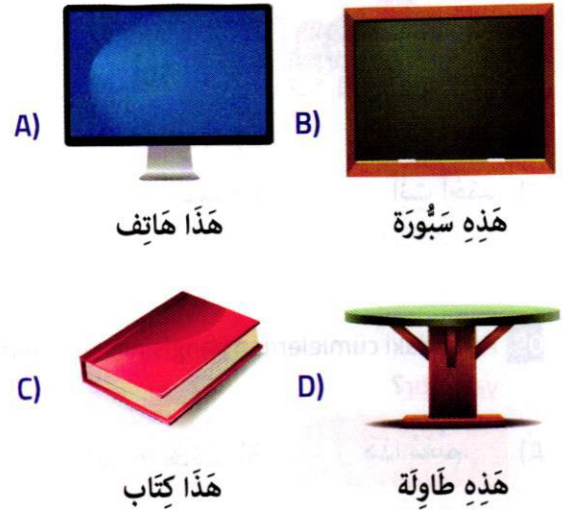 A)
هَذَا هَاتِف
B)
هَذِهِ سَبُّورَة
C)
هَذَا كِتَاب
D)
هَذِهِ طَاوِلَة